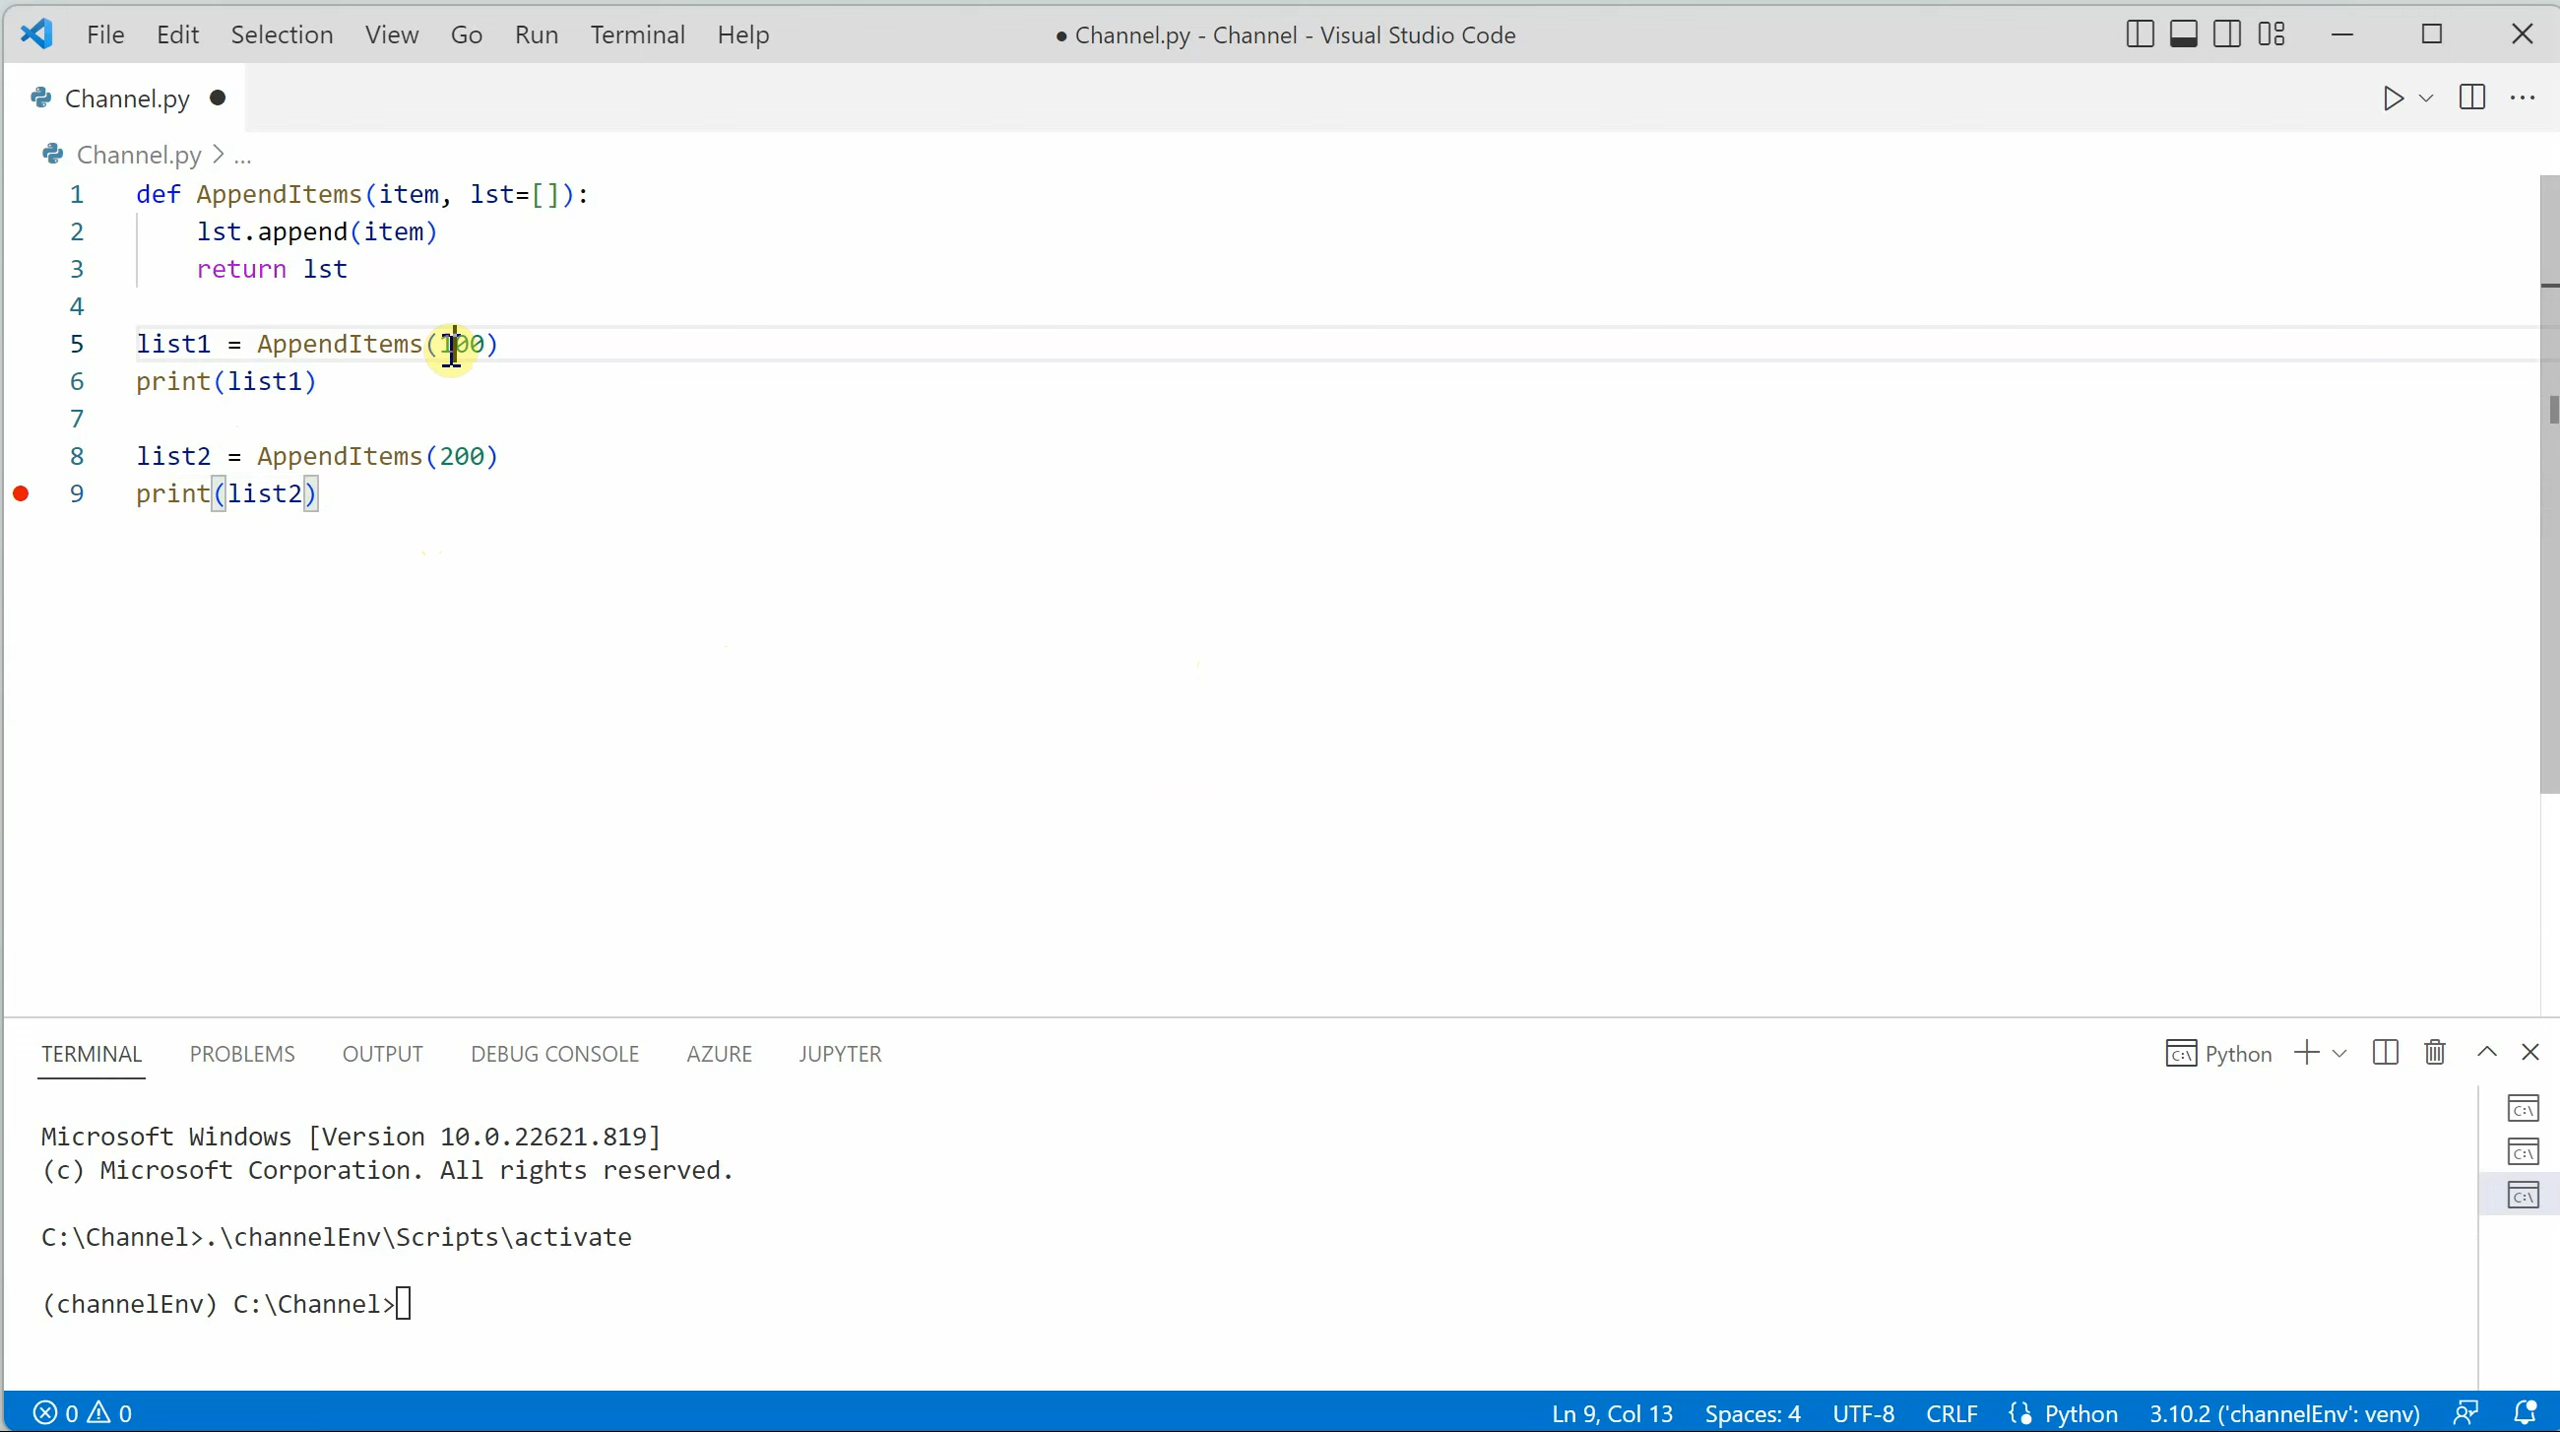 File Edit Selection View Go Run Terminal Help
● Channel.py - Channel - Visual Studio Code
Channel.py ●
Channel.py > ...
1 def AppendItems(item, lst=[]):
2     lst.append(item)
3     return lst
4
5 list1 = AppendItems(100)
6 print(list1)
7
8 list2 = AppendItems(200)
9 print(list2)
TERMINAL PROBLEMS OUTPUT DEBUG CONSOLE AZURE JUPYTER
Python
Microsoft Windows [Version 10.0.22621.819]
(c) Microsoft Corporation. All rights reserved.
C:\Channel>.\channelEnv\Scripts\activate
(channelEnv) C:\Channel>
0 0 Ln 9, Col 13 Spaces: 4 UTF-8 CRLF Python 3.10.2 ('channelEnv': venv)